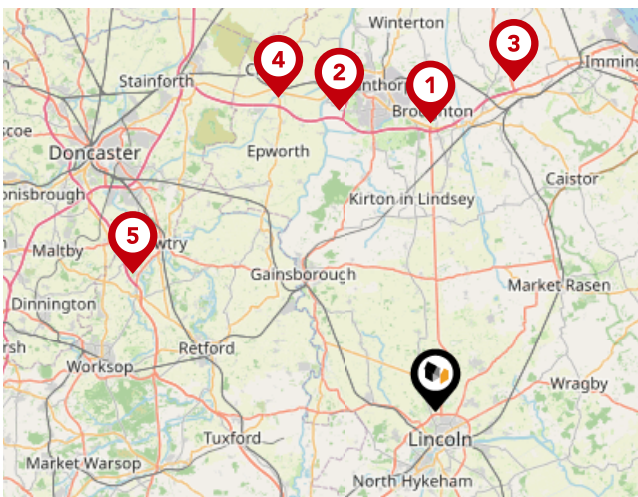 Winterton
3
4
2
Imming
Stainforth
1
Doncaster
Epworth
Caistor
Kirton in Lindsey
5
Maltby
Gainsborough
Market Rasen
Dinnington
Retford
Worksop
Wragby
Tuxford
Lincoln
Market Warsop
North Hykeham